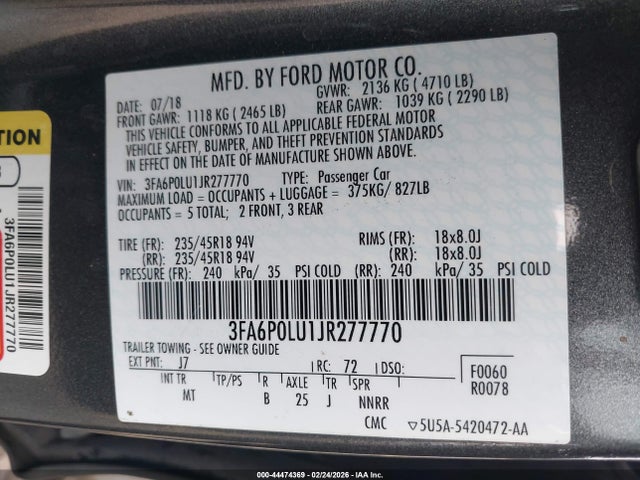 MFD. BY FORD MOTOR CO.
DATE: 07/18
GVWR: 2136 KG ( 4710 LB)
FRONT GAWR: 1118 KG ( 2465 LB)
REAR GAWR: 1039 KG ( 2290 LB)
THIS VEHICLE CONFORMS TO ALL APPLICABLE FEDERAL MOTOR
VEHICLE SAFETY, BUMPER, AND THEFT PREVENTION STANDARDS
IN EFFECT ON THE DATE OF MANUFACTURE SHOWN ABOVE.
VIN: 3FA6P0LU1JR277770
TYPE: Passenger Car
MAXIMUM LOAD = OCCUPANTS + LUGGAGE = 375KG/ 827LB
OCCUPANTS = 5 TOTAL; 2 FRONT, 3 REAR
TIRE (FR): 235/45R18 94V RIMS (FR): 18x8.0J
(RR): 235/45R18 94V (RR): 18x8.0J
PRESSURE (FR): 240 kPa/ 35 PSI COLD (RR): 240 kPa/ 35 PSI COLD
3FA6P0LU1JR277770
TRAILER TOWING - SEE OWNER GUIDE
EXT PNT: J7 RC: 72 DSO:
F0060
R0078
INT TR TP/PS R AXLE TR SPR
MT B 25 J NNRR
CMC ▽5U5A-5420472-AA
TION
3FA6P0LU1JR277770
000-44474369 - 02/24/2026 - IAA Inc.